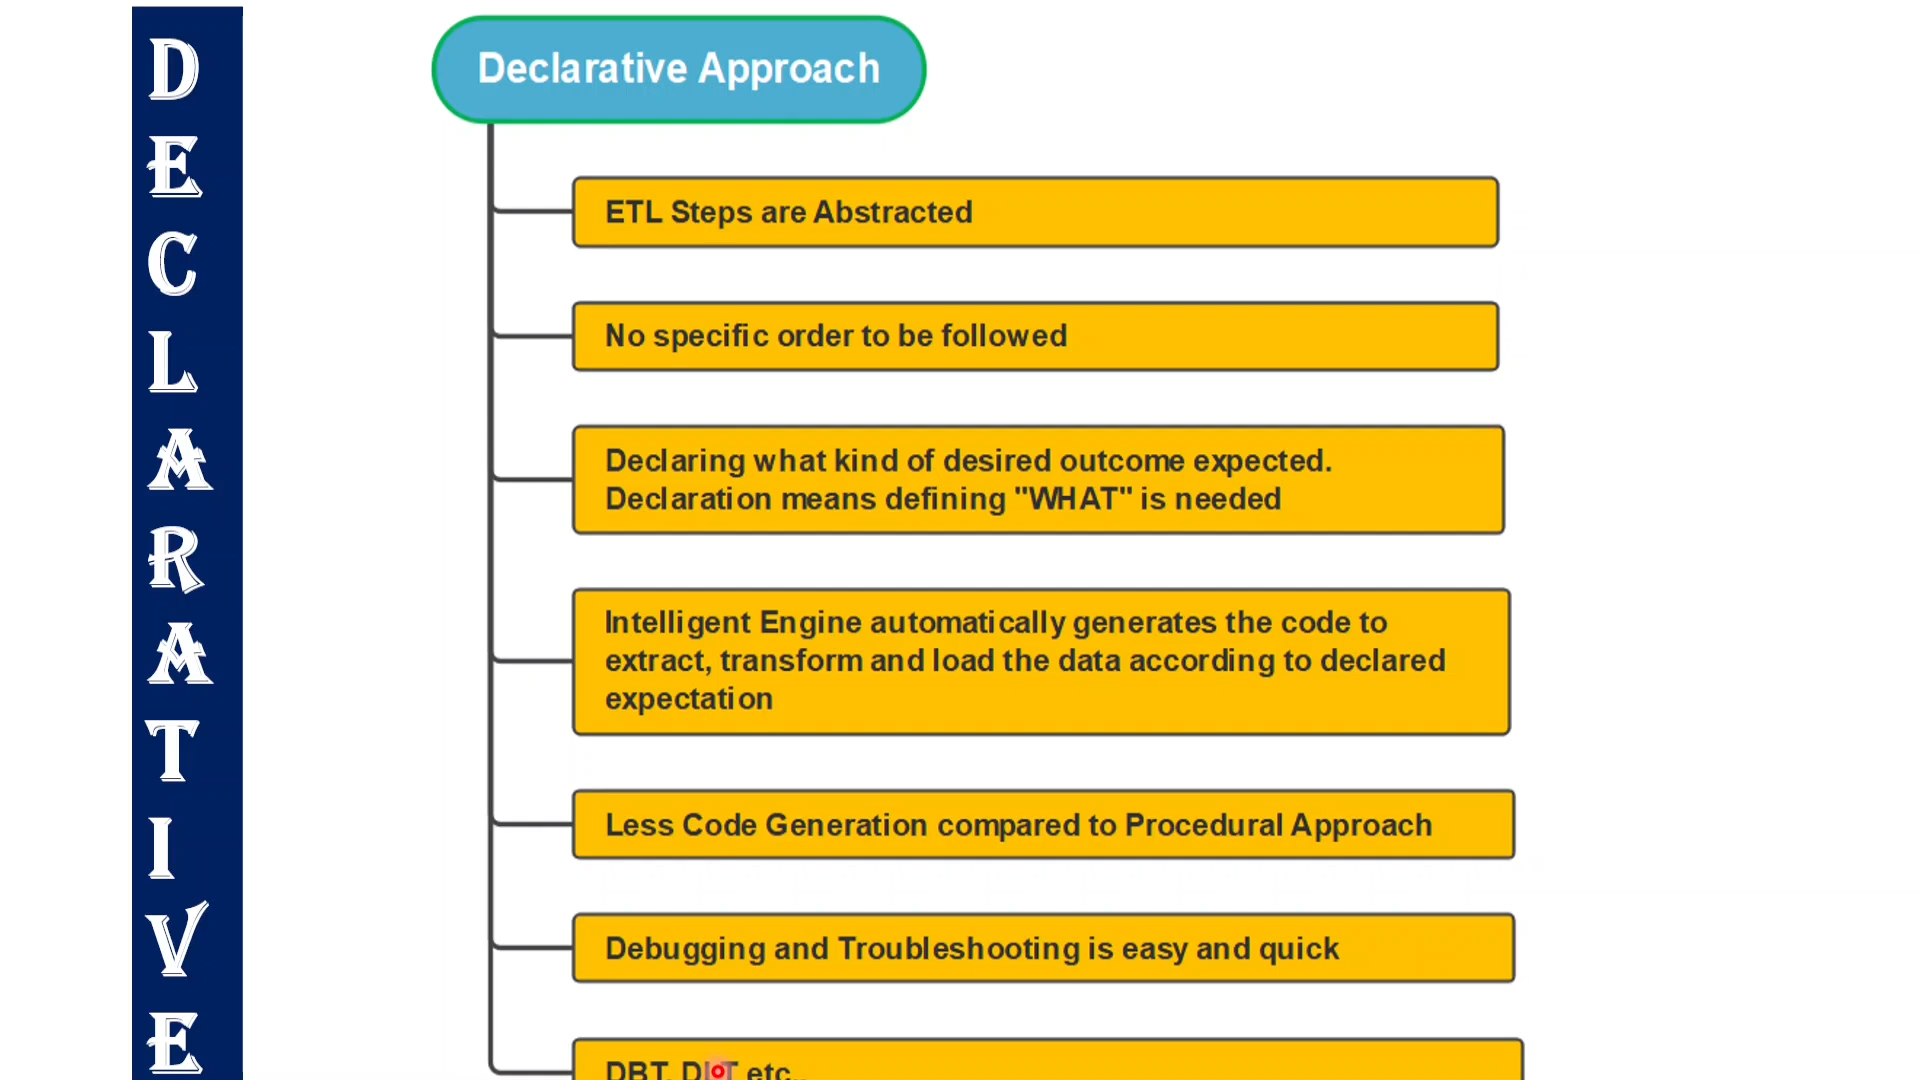 DECLARATIVE
Declarative Approach
ETL Steps are Abstracted
No specific order to be followed
Declaring what kind of desired outcome expected.
Declaration means defining "WHAT" is needed
Intelligent Engine automatically generates the code to
extract, transform and load the data according to declared
expectation
Less Code Generation compared to Procedural Approach
Debugging and Troubleshooting is easy and quick
DBT, DLT etc..